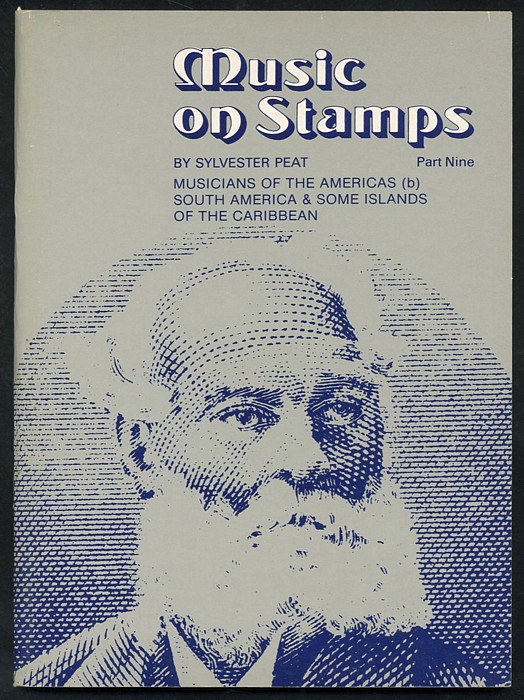 Music
on Stamps
BY SYLVESTER PEAT Part Nine
MUSICIANS OF THE AMERICAS (b)
SOUTH AMERICA & SOME ISLANDS
OF THE CARIBBEAN